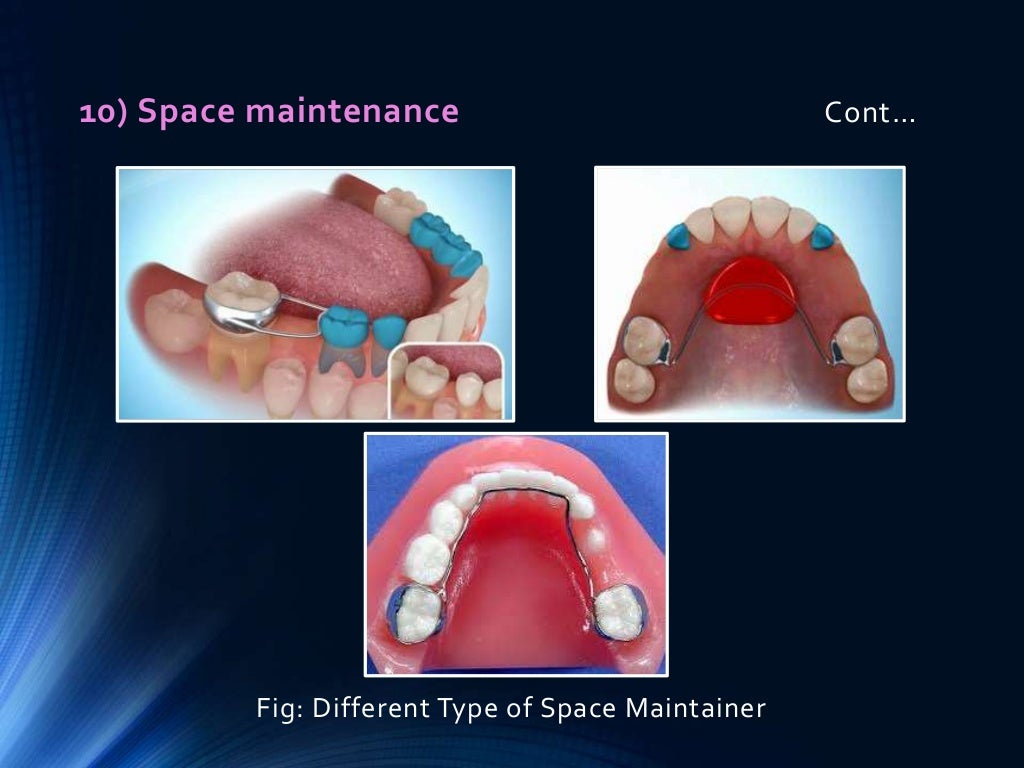 10) Space maintenance
Cont...
Fig: Different Type of Space Maintainer